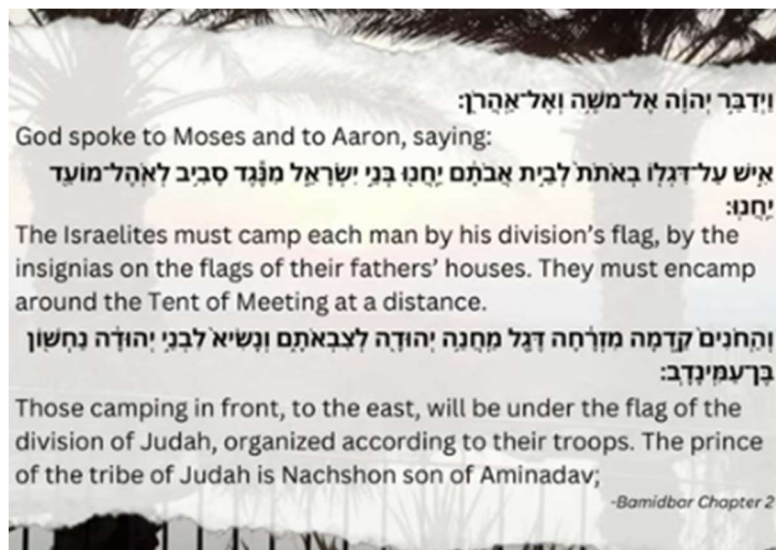 וַיְדַבֵּ֣ר יְהֹוָ֔ה אֶל־מֹשֶׁ֥ה וְאֶֽל־אַהֲרֹ֖ן׃
God spoke to Moses and to Aaron, saying:
אִ֣ישׁ עַל־דִּגְל֤וֹ בְאֹתֹת֙ לְבֵ֣ית אֲבֹתָ֔ם יַחֲנ֖וּ בְּנֵ֣י יִשְׂרָאֵ֑ל מִנֶּ֕גֶד סָבִ֥יב לְאֹֽהֶל־מוֹעֵ֖ד
יַחֲנֽוּ׃
The Israelites must camp each man by his division’s flag, by the
insignias on the flags of their fathers’ houses. They must encamp
around the Tent of Meeting at a distance.
וְהַחֹנִים֙ קֵ֣דְמָה מִזְרָ֔חָה דֶּ֛גֶל מַחֲנֵ֥ה יְהוּדָ֖ה לְצִבְאֹתָ֑ם וְנָשִׂיא֙ לִבְנֵ֣י יְהוּדָ֔ה נַחְשׁ֖וֹן
בֶּן־עַמִּינָדָֽב׃
Those camping in front, to the east, will be under the flag of the
division of Judah, organized according to their troops. The prince
of the tribe of Judah is Nachshon son of Aminadav;
-Bamidbar Chapter 2